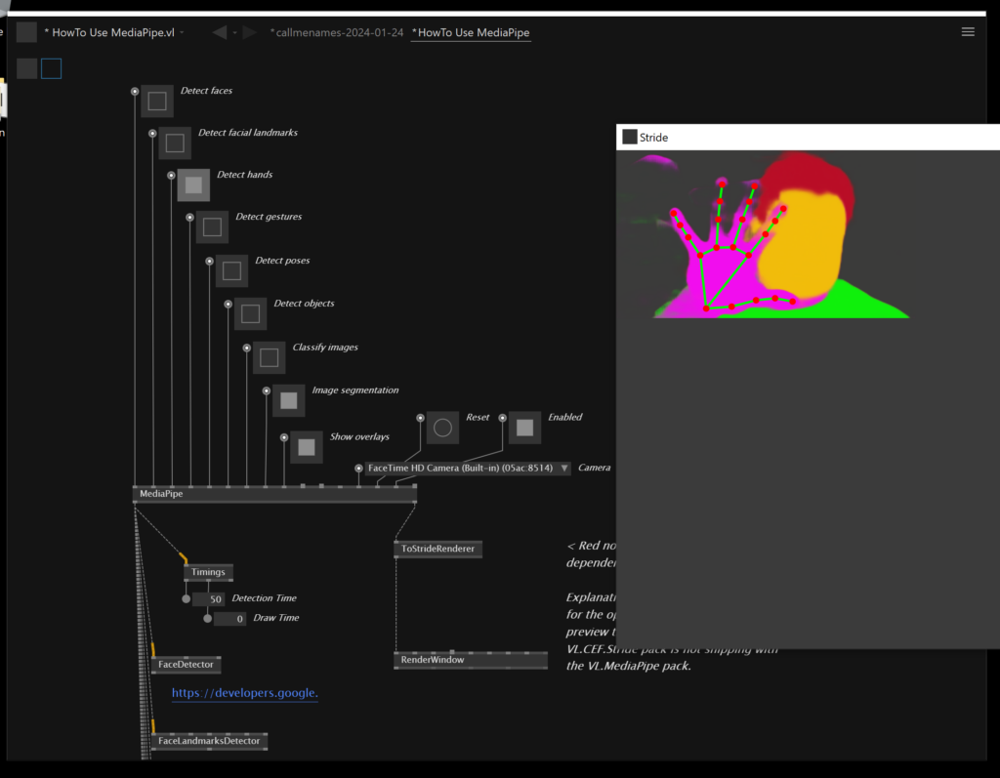 * HowTo Use MediaPipe.vl
*callmenames-2024-01-24
*HowTo Use MediaPipe
Detect faces
Detect facial landmarks
Detect hands
Detect gestures
Detect poses
Detect objects
Classify images
Image segmentation
Show overlays
Reset
Enabled
FaceTime HD Camera (Built-in) (05ac:8514)
Camera
MediaPipe
Stride
ToStrideRenderer
Timings
50
Detection Time
0
Draw Time
< Red
Explanati
for the
preview
VL.CEF.Stride pack is not shipping with
the VL.MediaPipe pack.
RenderWindow
FaceDetector
https://developers.google.
FaceLandmarksDetector